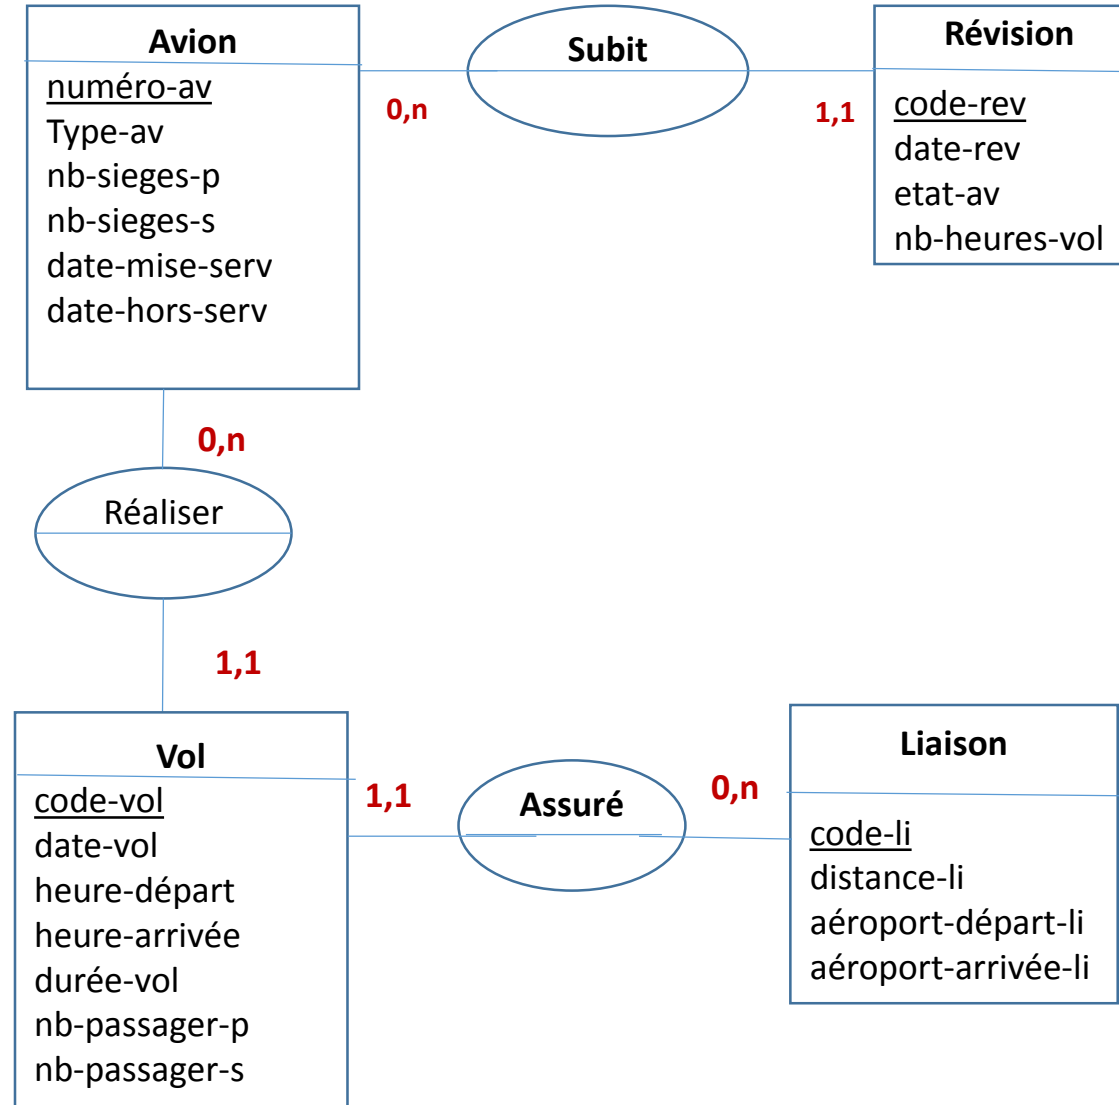 Avion
numéro-av
Type-av
nb-sieges-p
nb-sieges-s
date-mise-serv
date-hors-serv
0,n
Subit
1,1
Révision
code-rev
date-rev
etat-av
nb-heures-vol
0,n
Réaliser
1,1
Vol
code-vol
date-vol
heure-départ
heure-arrivée
durée-vol
nb-passager-p
nb-passager-s
1,1
Assuré
0,n
Liaison
code-li
distance-li
aéroport-départ-li
aéroport-arrivée-li